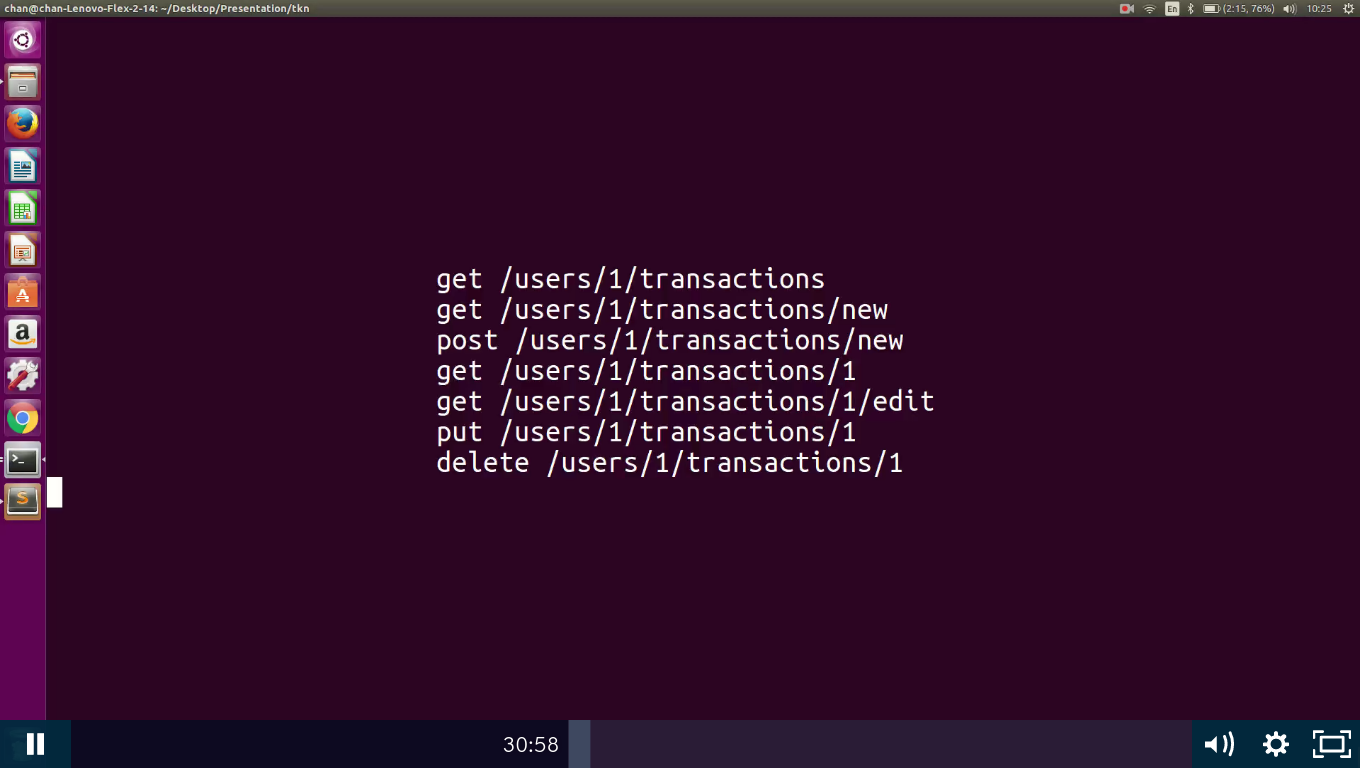 chan@chan-Lenovo-Flex-2-14: ~/Desktop/Presentation/tkn
En
(2:15, 76%)
10:25
get /users/1/transactions
get /users/1/transactions/new
post /users/1/transactions/new
get /users/1/transactions/1
get /users/1/transactions/1/edit
put /users/1/transactions/1
delete /users/1/transactions/1
30:58